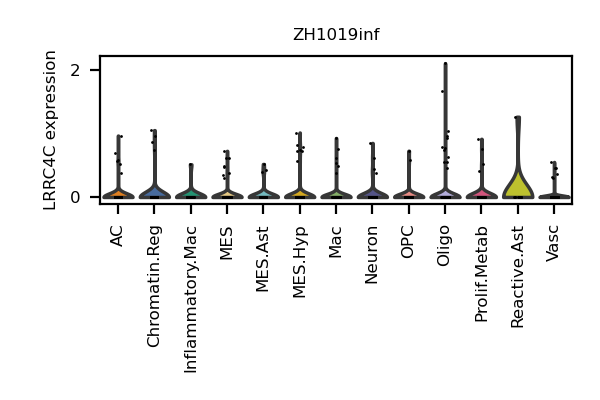 ZH1019inf
LRRC4C expression
2
0
AC
Chromatin.Reg
Inflammatory.Mac
MES
MES.Ast
MES.Hyp
Mac
Neuron
OPC
Oligo
Prolif.Metab
Reactive.Ast
Vasc